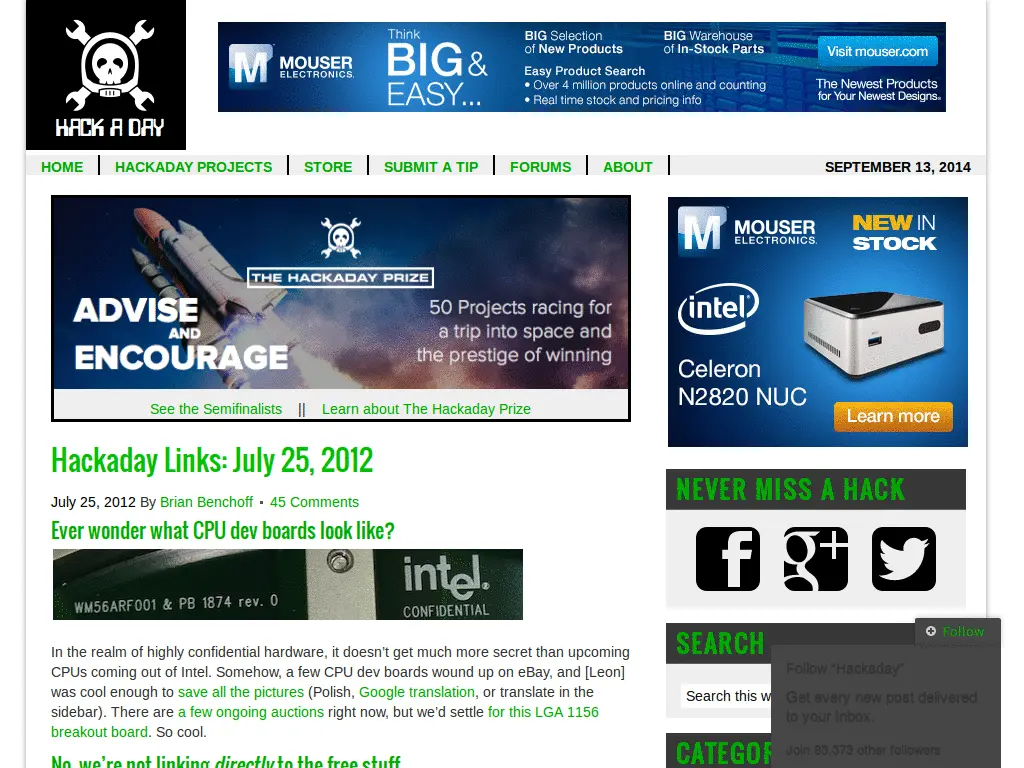 HACK A DAY
Think
BIG &
EASY...
MOUSER
ELECTRONICS.
BIG Selection
of New Products
BIG Warehouse
of In-Stock Parts
Easy Product Search
• Over 4 million products online and counting
• Real time stock and pricing info
Visit mouser.com
The Newest Products
for Your Newest Designs®
HOME HACKADAY PROJECTS STORE SUBMIT A TIP FORUMS ABOUT SEPTEMBER 13, 2014
THE HACKADAY PRIZE
ADVISE
AND
ENCOURAGE
50 Projects racing for
a trip into space and
the prestige of winning
See the Semifinalists || Learn about The Hackaday Prize
Hackaday Links: July 25, 2012
July 25, 2012 By Brian Benchoff • 45 Comments
Ever wonder what CPU dev boards look like?
WM56ARF001 & PB 1874 rev. 0
intel®
CONFIDENTIAL
In the realm of highly confidential hardware, it doesn’t get much more secret than upcoming
CPUs coming out of Intel. Somehow, a few CPU dev boards wound up on eBay, and [Leon]
was cool enough to save all the pictures (Polish, Google translation, or translate in the
sidebar). There are a few ongoing auctions right now, but we’d settle for this LGA 1156
breakout board. So cool.
No, we’re not linking directly to the free stuff
MOUSER
ELECTRONICS.
NEW IN
STOCK
intel
Celeron
N2820 NUC
Learn more
NEVER MISS A HACK
SEARCH
Search this w
CATEGOR
Follow
Follow “Hackaday”
Get every new post delivered
to your Inbox.
Join 83,373 other followers